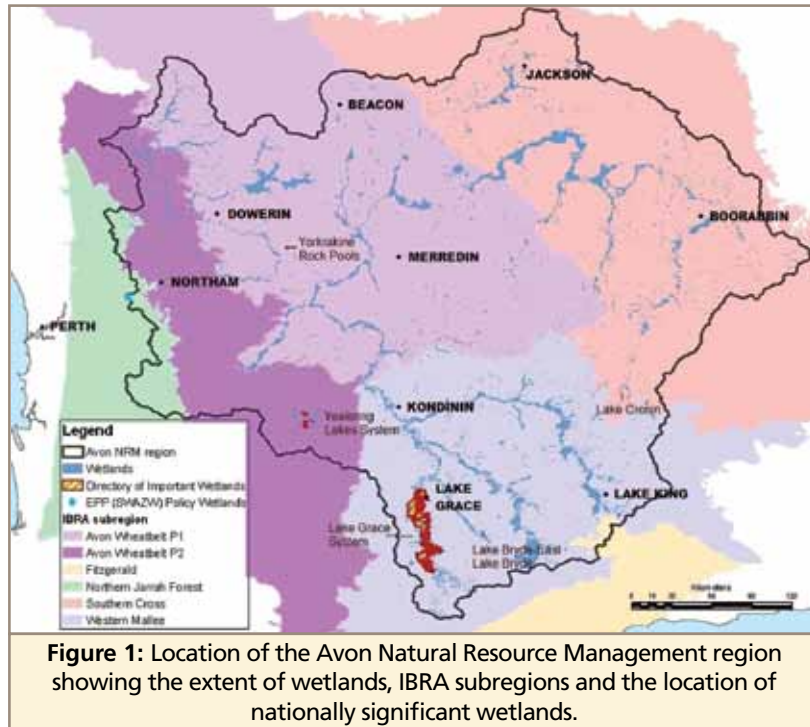 JACKSON
BEACON
DOWERIN
BOORABBIN
Yorkrakine
Rock Pools
MERREDIN
NORTHAM
PERTH
KONDININ
Lake Cronin
Yealering
Lakes System
LAKE
GRACE
LAKE KING
Lake Grace
System
Lake Bryde East
Lake Bryde
Legend
Avon NRM region
Wetlands
Directory of Important Wetlands
EPP (SWAZW) Policy Wetlands
IBRA subregion
Avon Wheatbelt P1
Avon Wheatbelt P2
Fitzgerald
Northern Jarrah Forest
Southern Cross
Western Mallee
Kilometers
Figure 1: Location of the Avon Natural Resource Management region
showing the extent of wetlands, IBRA subregions and the location of
nationally significant wetlands.